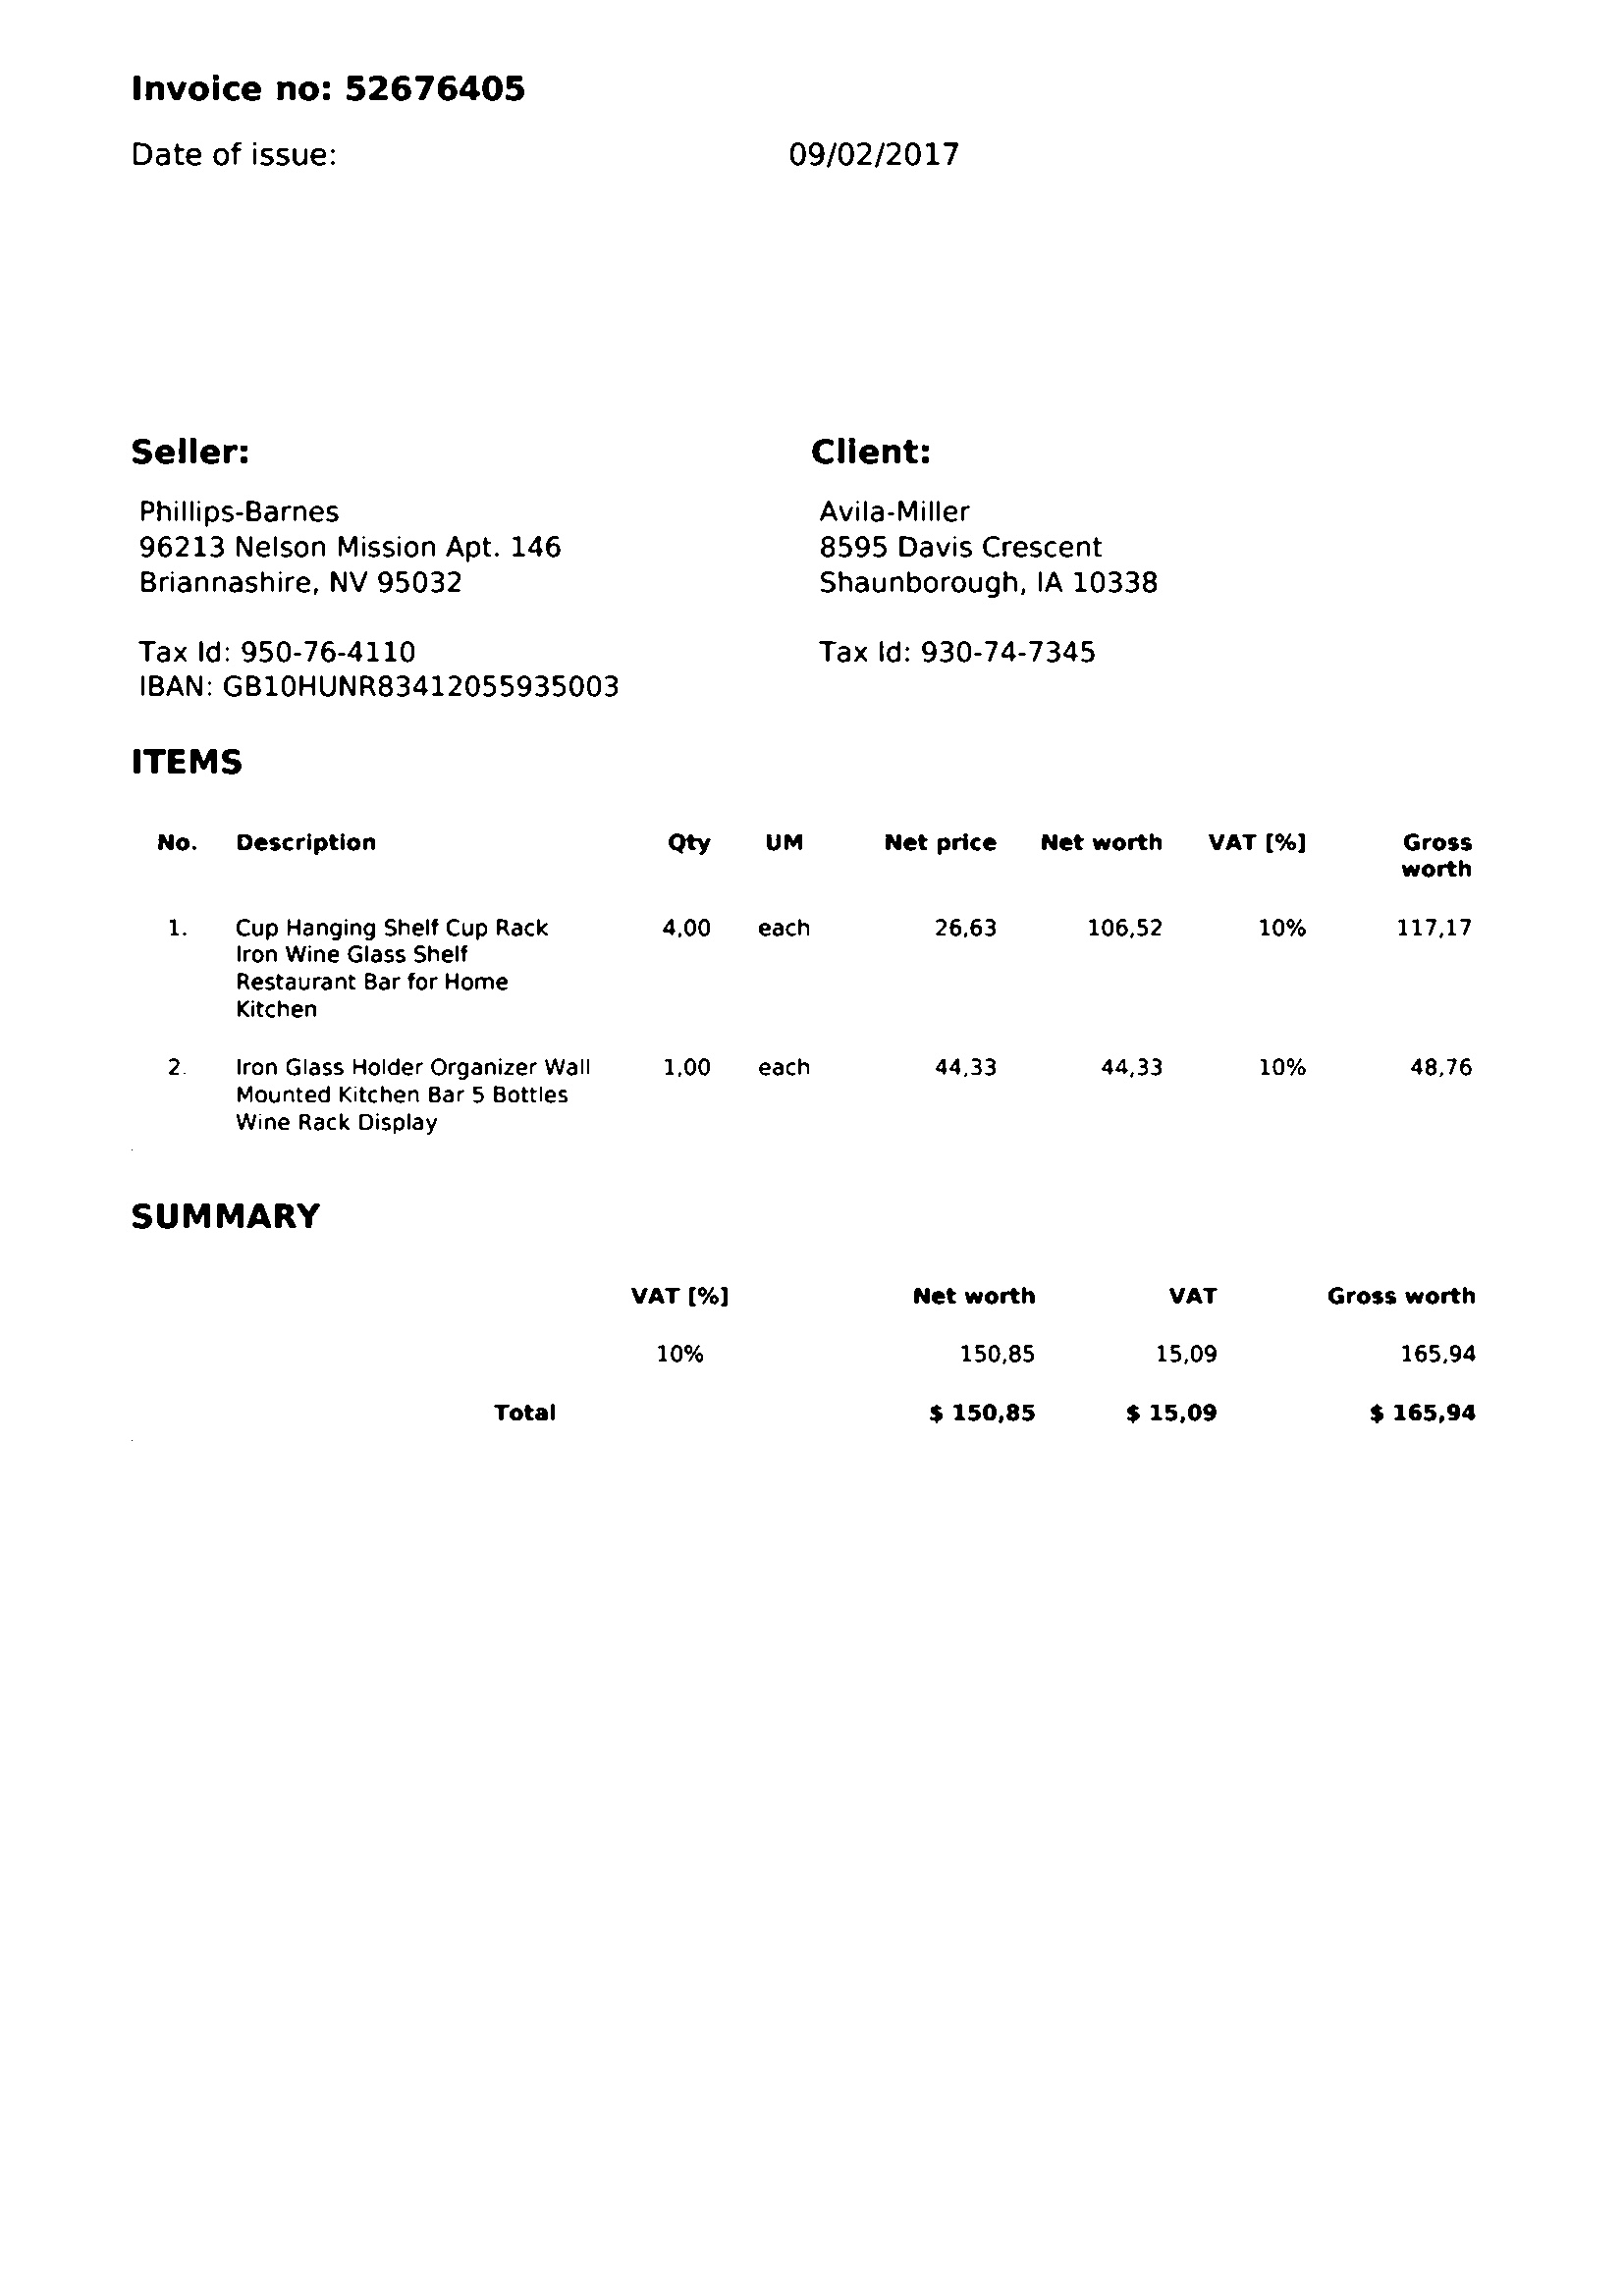 Invoice no: 52676405
Date of issue: 09/02/2017
Seller:
Phillips-Barnes
96213 Nelson Mission Apt. 146
Briannashire, NV 95032
Tax Id: 950-76-4110
IBAN: GB10HUNR83412055935003
Client:
Avila-Miller
8595 Davis Crescent
Shaunborough, IA 10338
Tax Id: 930-74-7345
ITEMS
No. Description Qty UM Net price Net worth VAT [%] Gross
worth
1. Cup Hanging Shelf Cup Rack 4,00 each 26,63 106,52 10% 117,17
Iron Wine Glass Shelf
Restaurant Bar for Home
Kitchen
2. Iron Glass Holder Organizer Wall 1,00 each 44,33 44,33 10% 48,76
Mounted Kitchen Bar 5 Bottles
Wine Rack Display
SUMMARY
VAT [%] Net worth VAT Gross worth
10% 150,85 15,09 165,94
Total $ 150,85 $ 15,09 $ 165,94